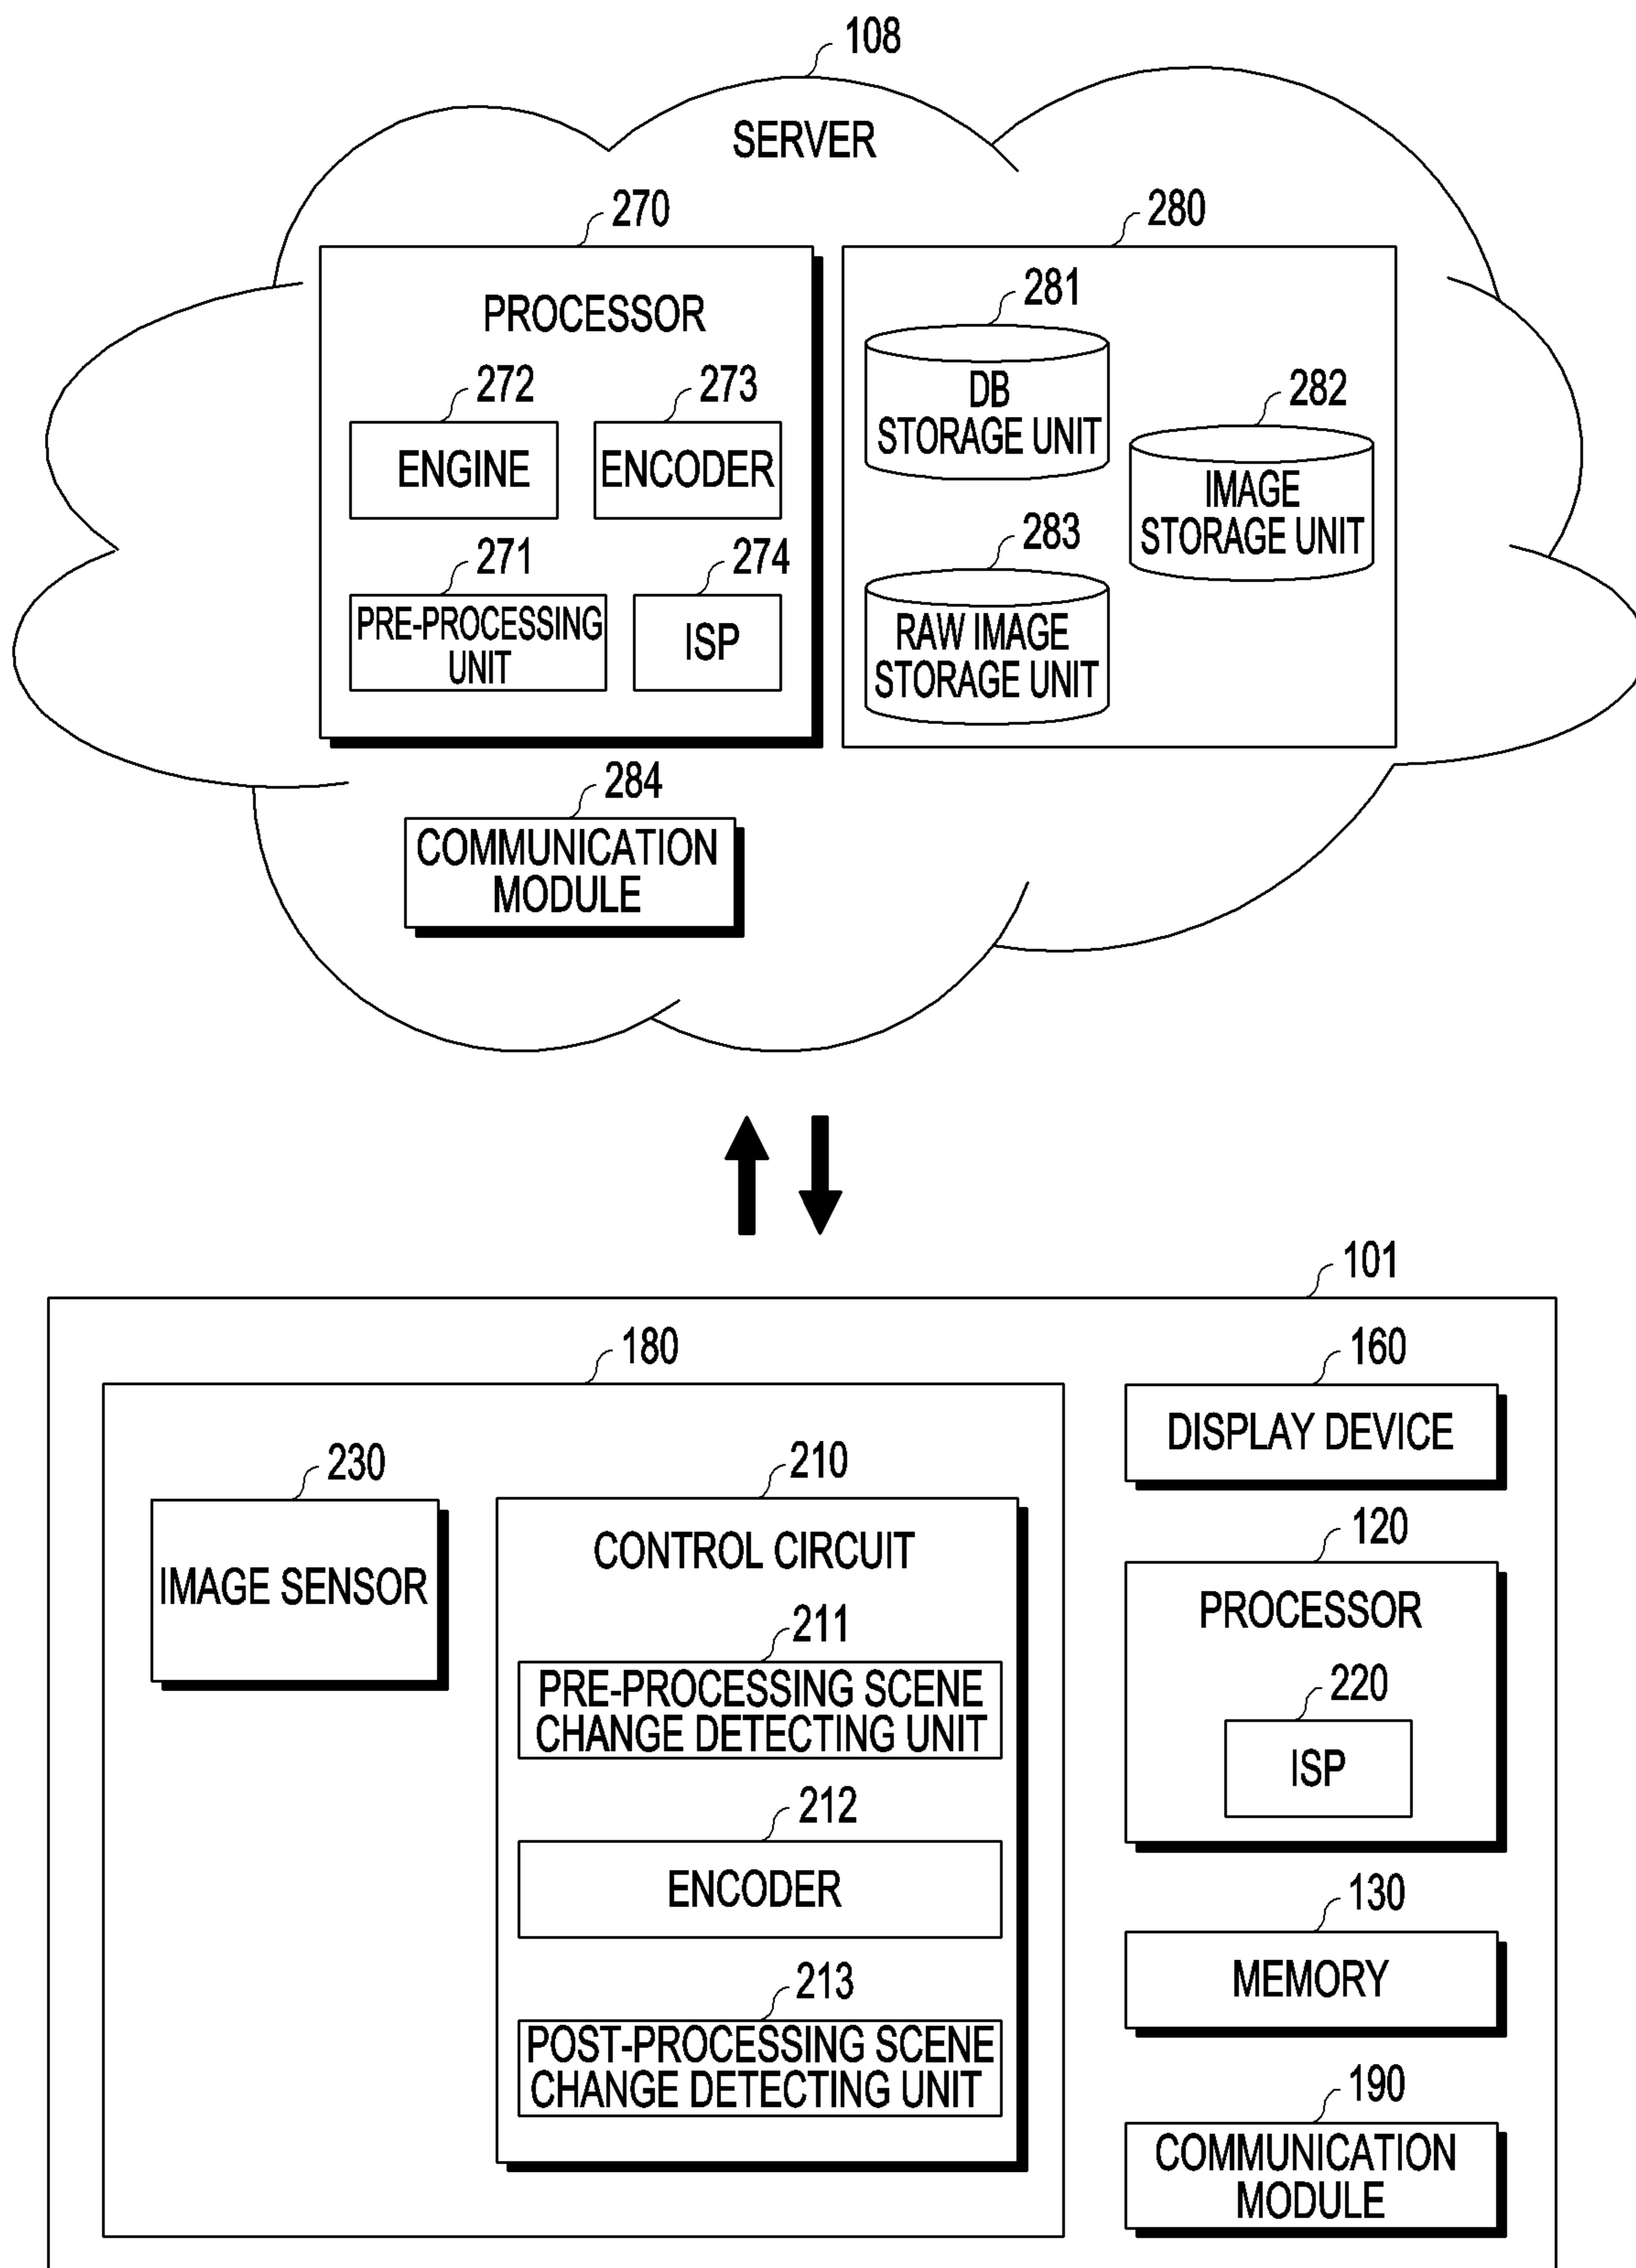 108
SERVER
270
280
PROCESSOR
281
272
273
DB
STORAGE UNIT
282
ENGINE
ENCODER
IMAGE
STORAGE UNIT
271
274
283
PRE-PROCESSING
UNIT
ISP
RAW IMAGE
STORAGE UNIT
284
COMMUNICATION
MODULE
101
180
160
DISPLAY DEVICE
230
210
IMAGE SENSOR
CONTROL CIRCUIT
120
PROCESSOR
211
PRE-PROCESSING SCENE
CHANGE DETECTING UNIT
220
ISP
212
ENCODER
130
MEMORY
213
POST-PROCESSING SCENE
CHANGE DETECTING UNIT
190
COMMUNICATION
MODULE